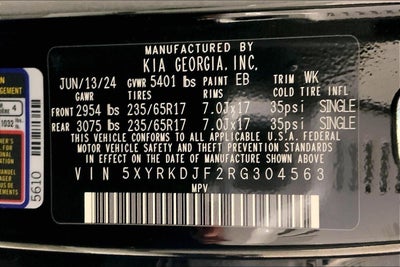 MANUFACTURED BY
KIA GEORGIA, INC.
JUN/13/24 GVWR 5401 lbs PAINT EB TRIM WK
GAWR TIRES RIMS COLD TIRE INFL
FRONT 2954 lbs 235/65R17 7.0Jx17 35psi SINGLE
REAR 3075 lbs 235/65R17 7.0Jx17 35psi SINGLE
THIS VEHICLE CONFORMS TO ALL APPLICABLE U.S.A. FEDERAL
MOTOR VEHICLE SAFETY AND THEFT PREVENTION STANDARDS
IN EFFECT ON THE DATE OF MANUFACTURE SHOWN ABOVE
VIN 5XYRKDJF2RG304563
MPV
4
1032
lbs.
5610